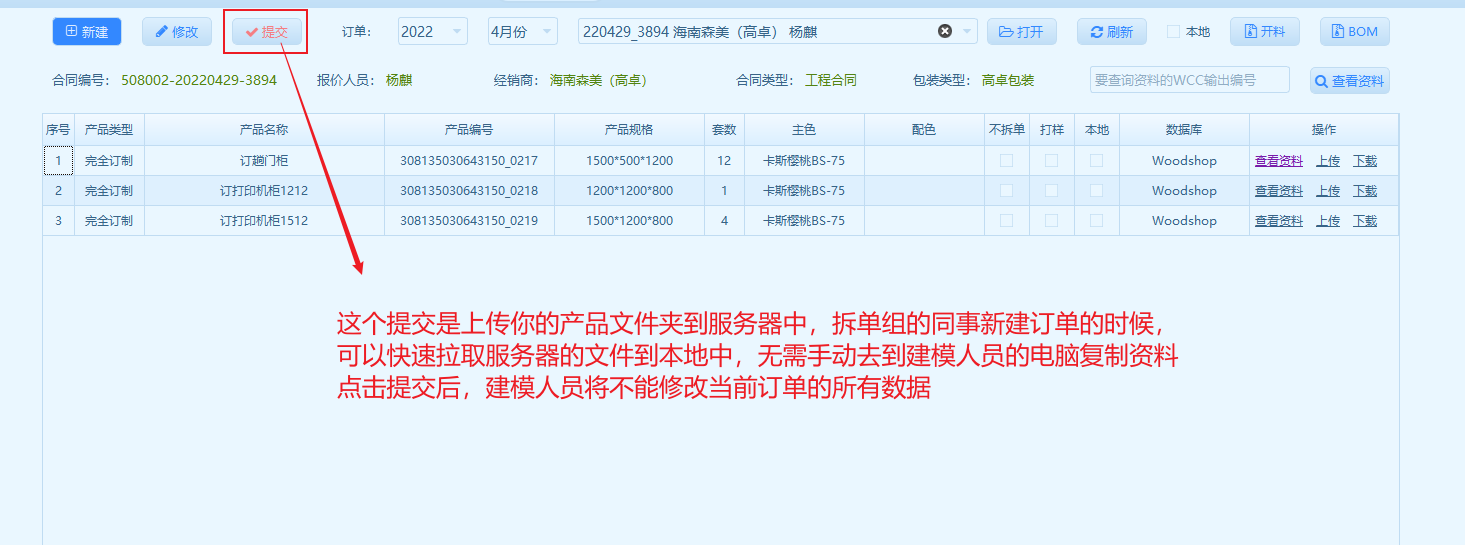 新建 修改 提交 订单： 2022 4月份 220429_3894 海南森美（高卓） 杨麒 打开 刷新 本地 开料 BOM
合同编号： 508002-20220429-3894 报价人员： 杨麒 经销商： 海南森美（高卓） 合同类型： 工程合同 包装类型： 高卓包装 要查询资料的WCC输出编号 查看资料
序号 产品类型 产品名称 产品编号 产品规格 套数 主色 配色 不拆单 打样 本地 数据库 操作
1 完全订制 订趟门柜 308135030643150_0217 1500*500*1200 12 卡斯樱桃BS-75 Woodshop 查看资料 上传 下载
2 完全订制 订打印机柜1212 308135030643150_0218 1200*1200*800 1 卡斯樱桃BS-75 Woodshop 查看资料 上传 下载
3 完全订制 订打印机柜1512 308135030643150_0219 1500*1200*800 4 卡斯樱桃BS-75 Woodshop 查看资料 上传 下载
这个提交是上传你的产品文件夹到服务器中，拆单组的同事新建订单的时候，
可以快速拉取服务器的文件到本地中，无需手动去到建模人员的电脑复制资料
点击提交后，建模人员将不能修改当前订单的所有数据